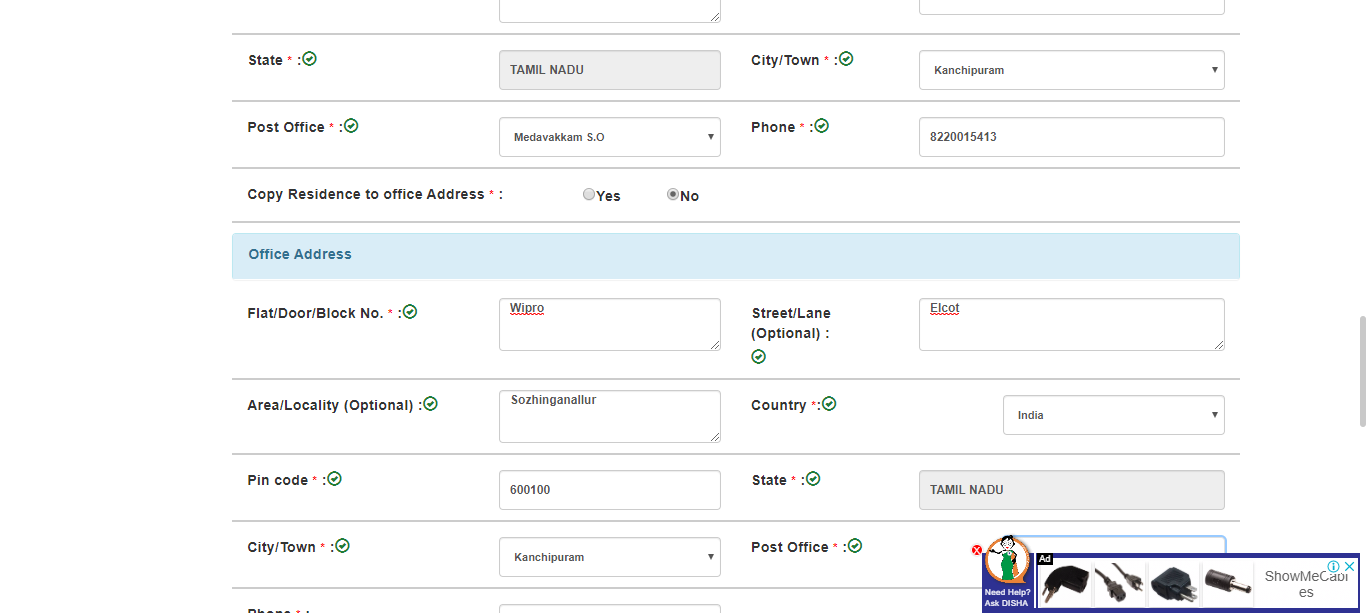 State * :
TAMIL NADU
City/Town * :
Kanchipuram
Post Office * :
Medavakkam S.O
Phone * :
8220015413
Copy Residence to office Address * :
Yes
No
Office Address
Flat/Door/Block No. * :
Wipro
Street/Lane
(Optional) :
Elcot
Area/Locality (Optional) :
Sozhinganallur
Country *:
India
Pin code * :
600100
State * :
TAMIL NADU
City/Town * :
Kanchipuram
Post Office * :
Need Help?
Ask DISHA
Ad
ShowMeCabl
es
Phone * :